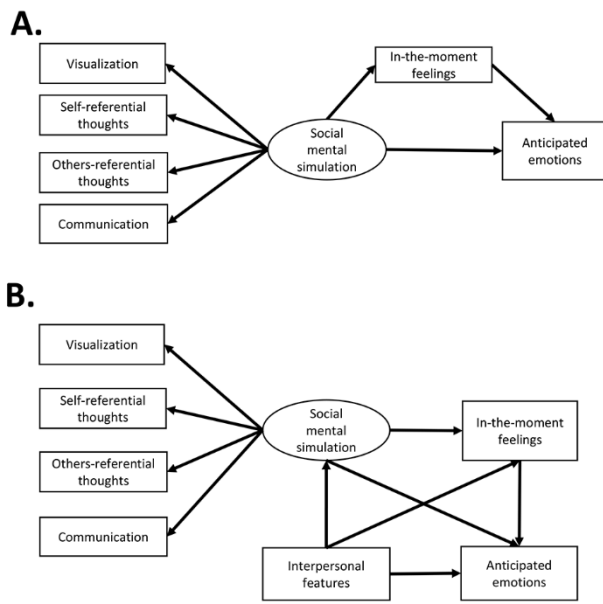 A.
Visualization
In-the-moment
feelings
Self-referential
thoughts
Social
mental
simulation
Anticipated
emotions
Others-referential
thoughts
Communication
B.
Visualization
Social
mental
simulation
In-the-moment
feelings
Self-referential
thoughts
Others-referential
thoughts
Communication
Interpersonal
features
Anticipated
emotions